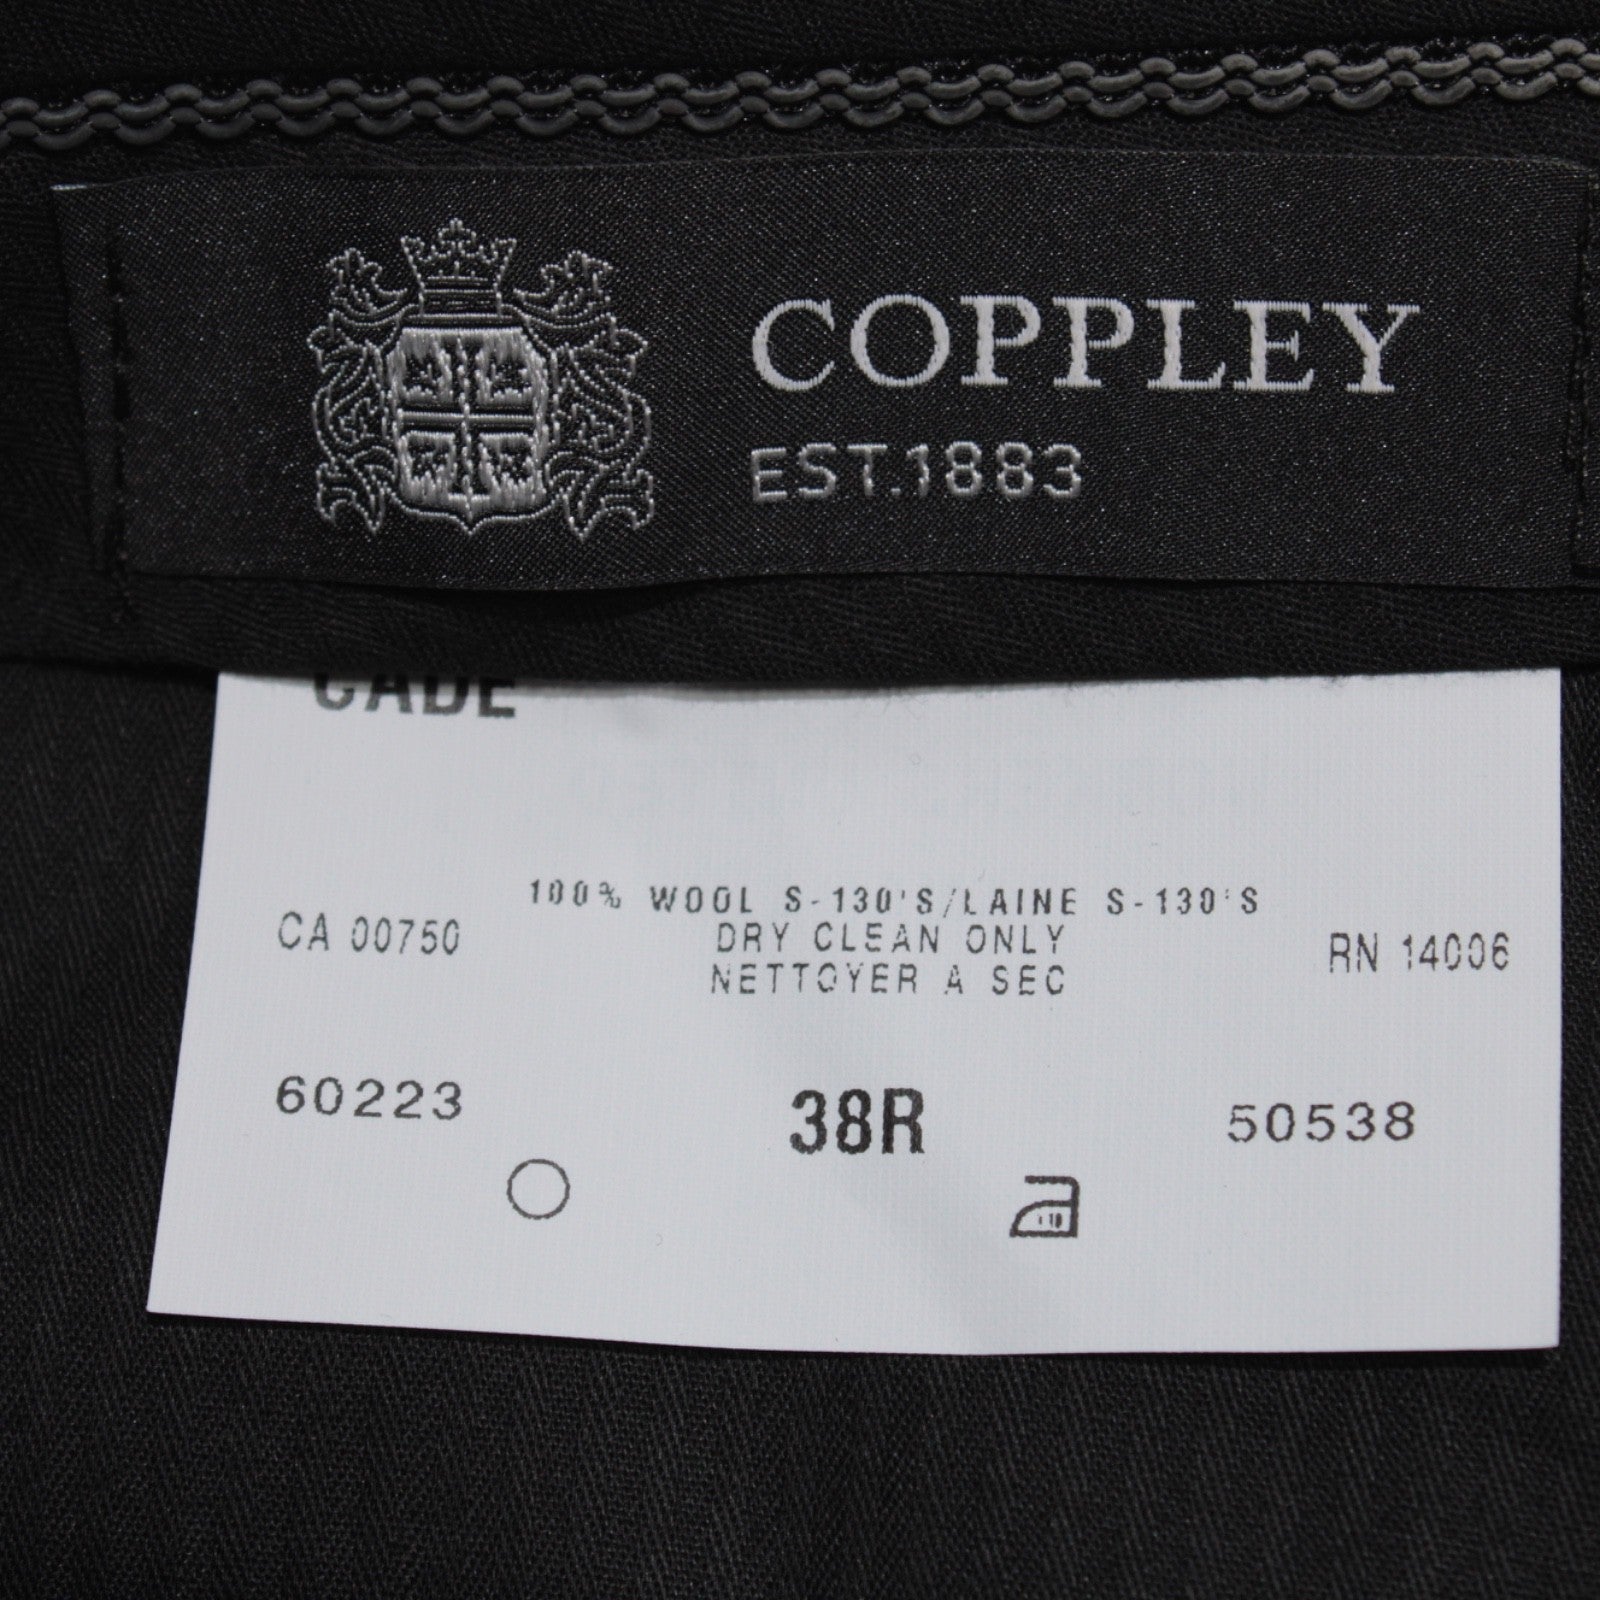 COPPLEY
EST.1883
CADE
100% WOOL S-130'S/LAINE S-130'S
CA 00750
DRY CLEAN ONLY
RN 14006
NETTOYER A SEC
60223
38R
50538